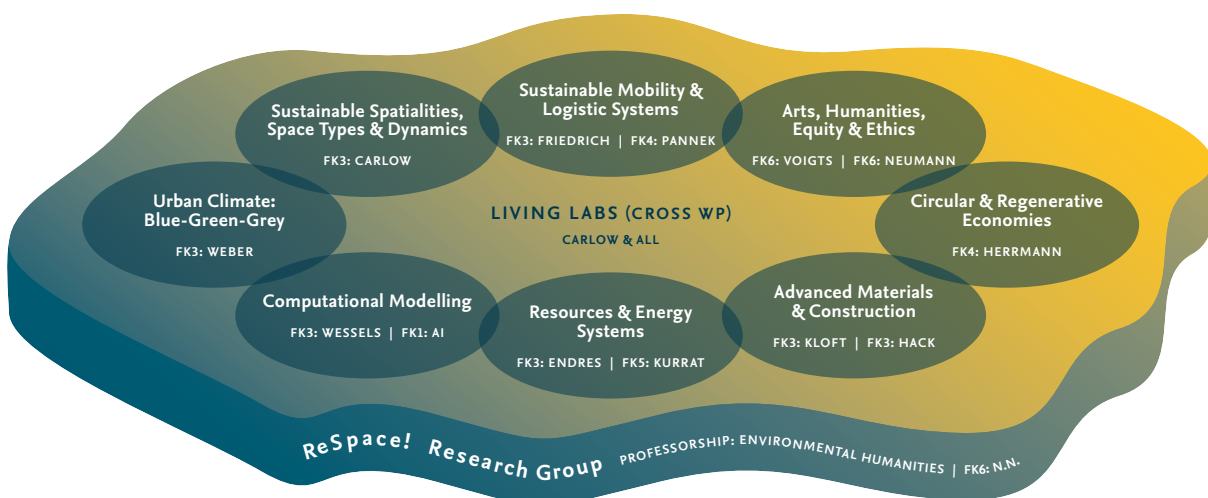 Sustainable Mobility &
Logistic Systems
FK3: FRIEDRICH | FK4: PANNEK
Sustainable Spatialities,
Space Types & Dynamics
FK3: CARLOW
Arts, Humanities,
Equity & Ethics
FK6: VOIGTS | FK6: NEUMANN
Urban Climate:
Blue-Green-Grey
FK3: WEBER
LIVING LABS (CROSS WP)
CARLOW & ALL
Circular & Regenerative
Economies
FK4: HERRMANN
Computational Modelling
FK3: WESSELS | FK1: AI
Resources & Energy
Systems
FK3: ENDRES | FK5: KURRAT
Advanced Materials
& Construction
FK3: KLOFT | FK3: HACK
ReSpace! Research Group PROFESSORSHIP: ENVIRONMENTAL HUMANITIES | FK6: N.N.